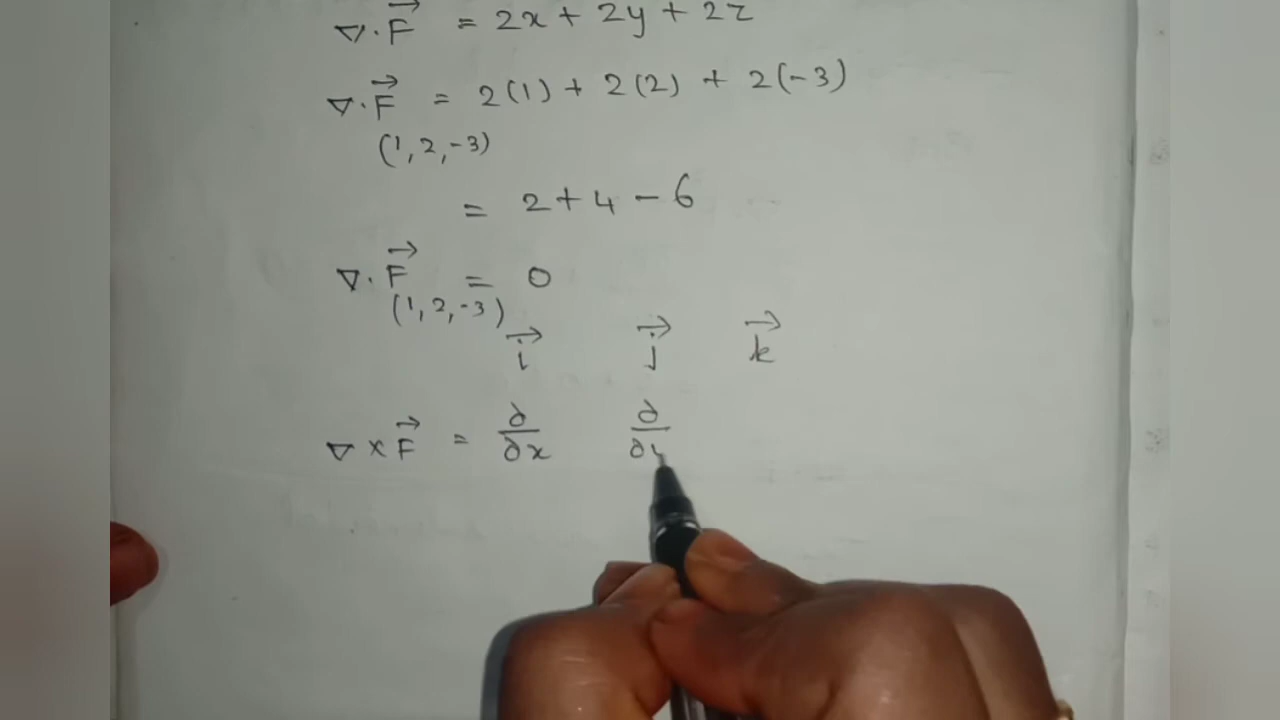 ∇·F⃗ = 2x + 2y + 2z
∇·F⃗ = 2(1) + 2(2) + 2(-3)
(1,2,-3)
= 2 + 4 - 6
∇·F⃗ = 0
(1,2,-3)
i⃗ j⃗ k⃗
∇×F⃗ = ∂/∂x ∂/∂y